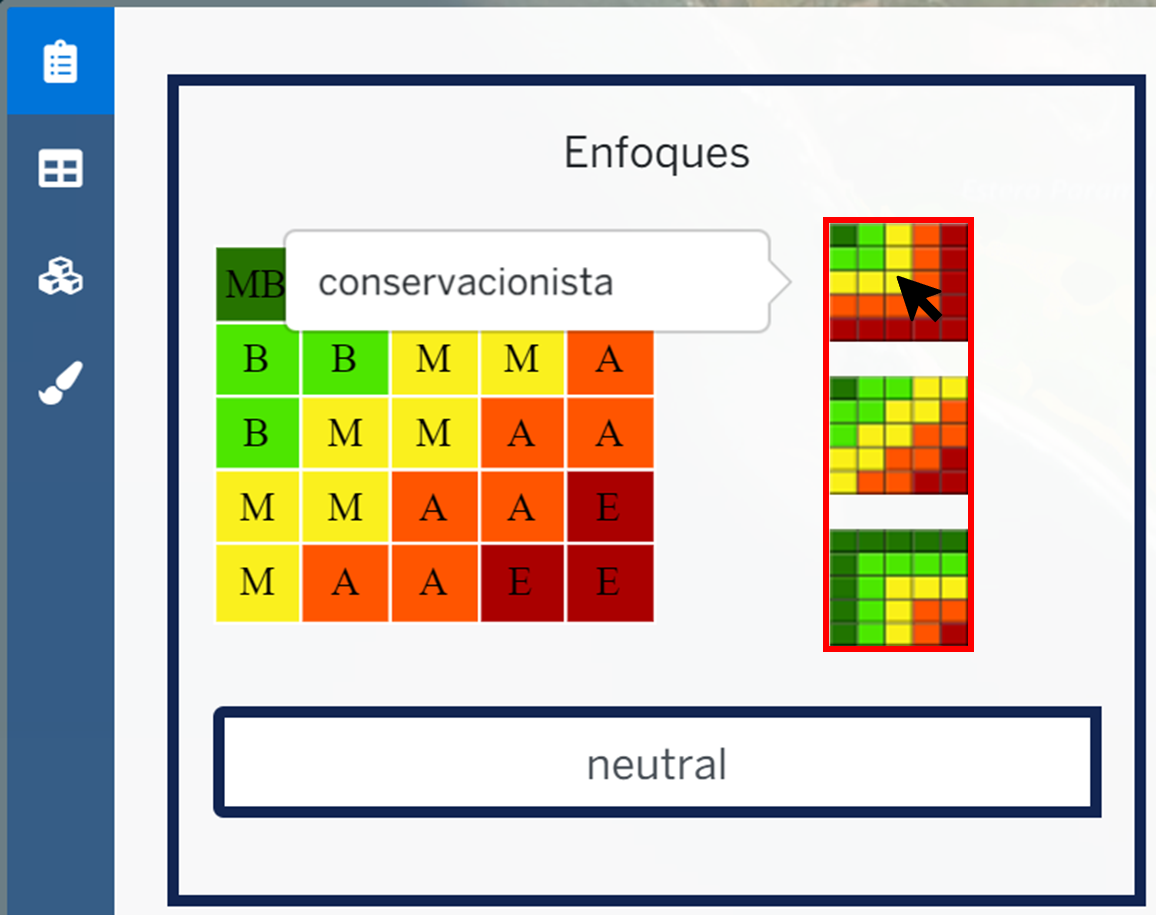 Enfoques
conservacionista
MB
B B M M A
B M M A A
M M A A E
M A A E E
neutral